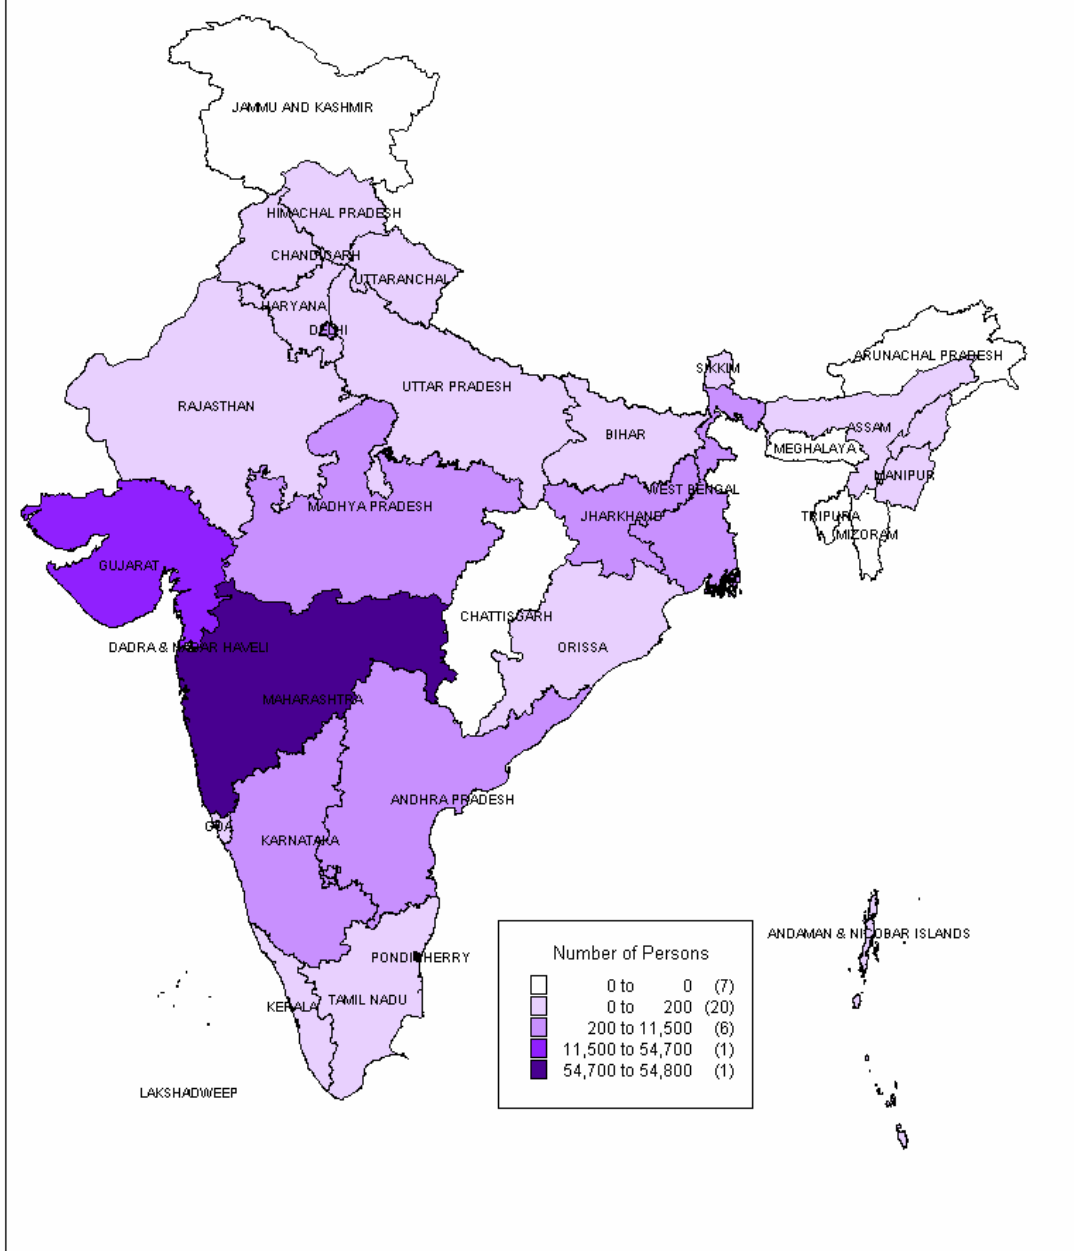 JAMMU AND KASHMIR
HIMACHAL PRADESH
CHANDIGARH
UTTARANCHAL
HARYANA
DELHI
ARUNACHAL PRADESH
SIKKIM
UTTAR PRADESH
RAJASTHAN
ASSAM
BIHAR
MEGHALAYA
MANIPUR
WEST BENGAL
MADHYA PRADESH
JHARKHAND
TRIPURA
MIZORAM
GUJARAT
CHATTISGARH
DADRA & NAGAR HAVELI
ORISSA
MAHARASHTRA
ANDHRA PRADESH
GOA
KARNATAKA
ANDAMAN & NICOBAR ISLANDS
PONDICHERRY
TAMIL NADU
KERALA
LAKSHADWEEP
Number of Persons
0 to 0 (7)
0 to 200 (20)
200 to 11,500 (6)
11,500 to 54,700 (1)
54,700 to 54,800 (1)